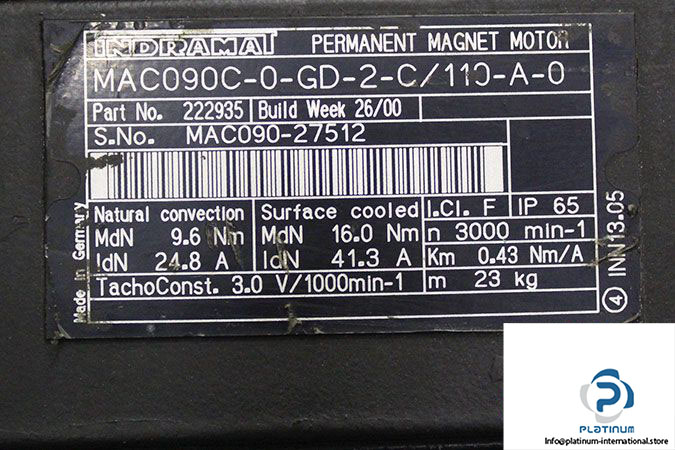 INDRAMAT PERMANENT MAGNET MOTOR
MAC090C-0-GD-2-C/110-A-0
Part No. 222935 Build Week 26/00
S.No. MAC090-27512
Natural convection Surface cooled I.Cl. F IP 65
MdN 9.6 Nm MdN 16.0 Nm n 3000 min-1
IdN 24.8 A IdN 41.3 A Km 0.43 Nm/A
TachoConst. 3.0 V/1000min-1 m 23 kg
Made in Germany
4 INN13.05
PLATINUM
Info@platinum-international.store